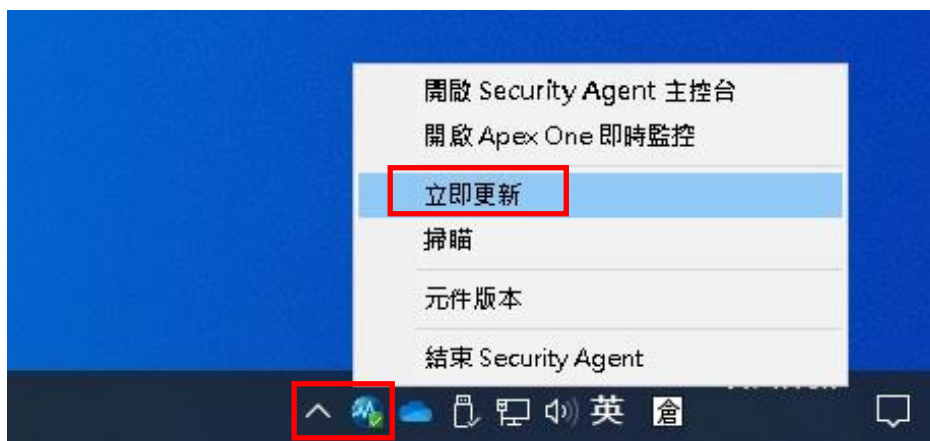 開啟 Security Agent 主控台
開啟 Apex One 即時監控
立即更新
掃瞄
元件版本
結束 Security Agent
英 倉